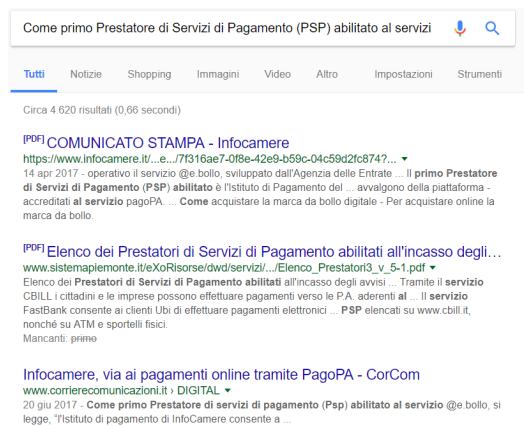 Come primo Prestatore di Servizi di Pagamento (PSP) abilitato al servizi
Tutti Notizie Shopping Immagini Video Altro Impostazioni Strumenti
Circa 4.620 risultati (0,66 secondi)
[PDF] COMUNICATO STAMPA - Infocamere
https://www.infocamere.it/...e.../7f316ae7-0f8e-42e9-b59c-04c59d2fc874?...
14 apr 2017 - operativo il servizio @e.bollo, sviluppato dall'Agenzia delle Entrate ... Il primo Prestatore
di Servizi di Pagamento (PSP) abilitato è l'Istituto di Pagamento del ... avvalgono della piattaforma -
accreditati al servizio pagoPA. ... Come acquistare la marca da bollo digitale - Per acquistare online la
marca da bollo.
[PDF] Elenco dei Prestatori di Servizi di Pagamento abilitati all'incasso degli...
www.sistemapiemonte.it/eXoRisorse/dwd/servizi/.../Elenco_Prestatori3_v_5-1.pdf
Elenco dei Prestatori di Servizi di Pagamento abilitati all'incasso degli avvisi ... Tramite il servizio
CBILL i cittadini e le imprese possono effettuare pagamenti verso le P.A. aderenti al ... Il servizio
FastBank consente ai clienti Ubi di effettuare pagamenti elettronici ... PSP elencati su www.cbill.it,
nonché su ATM e sportelli fisici.
Mancanti: primo
Infocamere, via ai pagamenti online tramite PagoPA - CorCom
www.corrierecomunicazioni.it › DIGITAL
20 giu 2017 - Come primo Prestatore di servizi di pagamento (Psp) abilitato al servizio @e.bollo, si
legge, “l'Istituto di pagamento di InfoCamere consente a ...